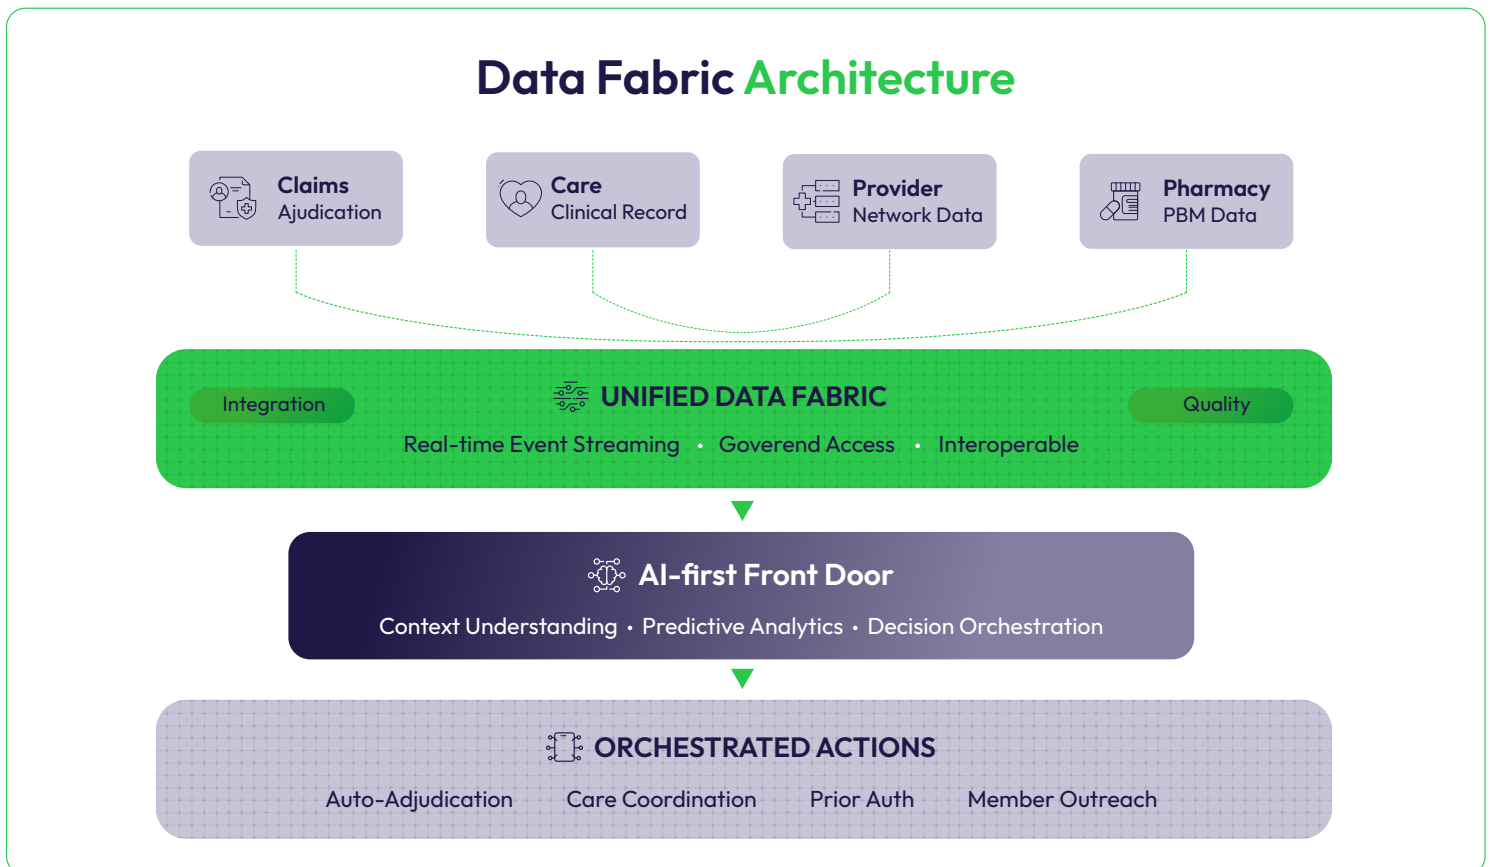 Data Fabric Architecture
Claims
Ajudication
Care
Clinical Record
Provider
Network Data
Pharmacy
PBM Data
Integration
UNIFIED DATA FABRIC
Quality
Real-time Event Streaming • Goverend Access • Interoperable
AI-first Front Door
Context Understanding • Predictive Analytics • Decision Orchestration
ORCHESTRATED ACTIONS
Auto-Adjudication Care Coordination Prior Auth Member Outreach